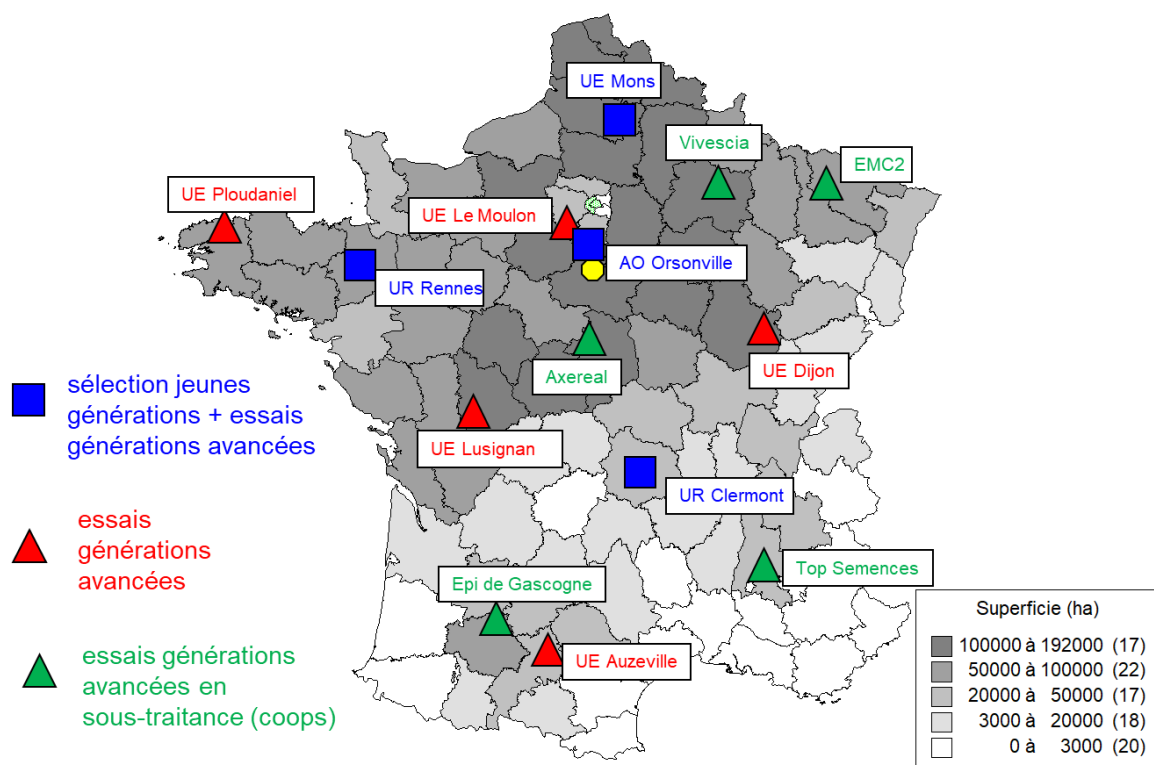 UE Mons
Vivescia
EMC2
UE Ploudaniel
UE Le Moulon
AO Orsonville
UR Rennes
Axereal
UE Dijon
sélection jeunes
générations + essais
générations avancées
UE Lusignan
UR Clermont
essais
générations
avancées
Top Semences
Epi de Gascogne
UE Auzeville
essais générations
avancées en
sous-traitance (coops)
Superficie (ha)
100000 à 192000 (17)
50000 à 100000 (22)
20000 à 50000 (17)
3000 à 20000 (18)
0 à 3000 (20)